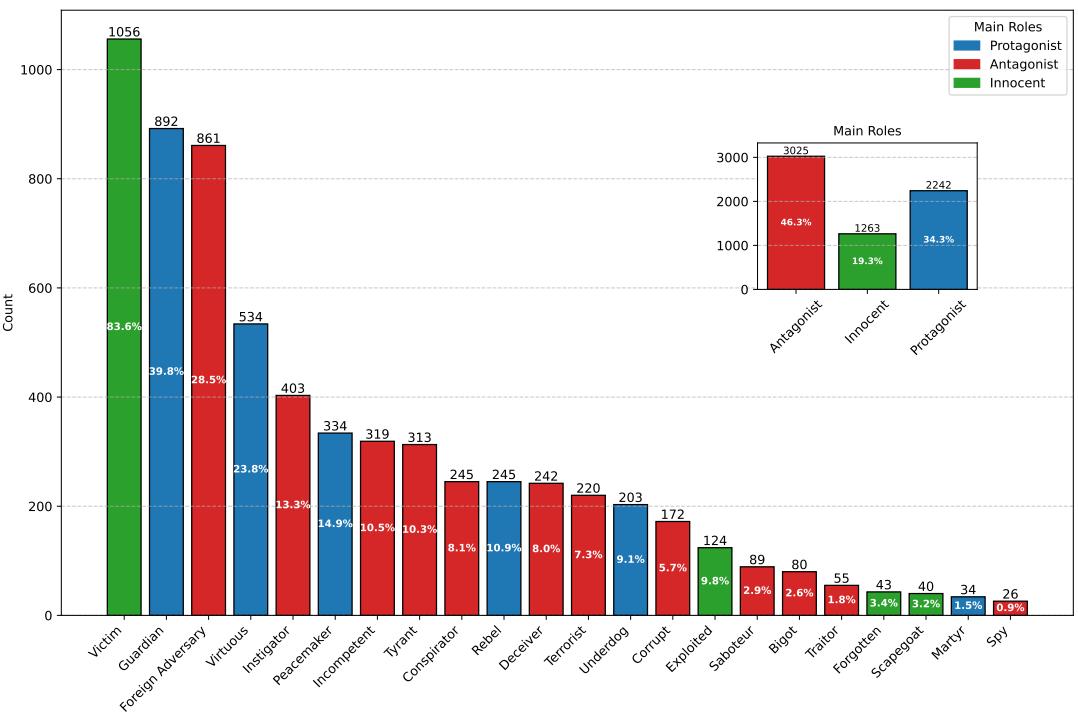 Main Roles
Protagonist
Antagonist
Innocent
Count
1000
800
600
400
200
0
1056
892
861
534
403
334
319
313
245
245
242
220
203
172
124
89
80
55
43
40
34
26
83.6%
39.8%
28.5%
23.8%
13.3%
14.9%
10.5%
10.3%
8.1%
10.9%
8.0%
7.3%
9.1%
5.7%
9.8%
2.9%
2.6%
1.8%
3.4%
3.2%
1.5%
0.9%
Victim
Guardian
Foreign Adversary
Virtuous
Instigator
Peacemaker
Incompetent
Tyrant
Conspirator
Rebel
Deceiver
Terrorist
Underdog
Corrupt
Exploited
Saboteur
Bigot
Traitor
Forgotten
Scapegoat
Martyr
Spy
Main Roles
3000
2000
1000
0
3025
1263
2242
46.3%
19.3%
34.3%
Antagonist
Innocent
Protagonist